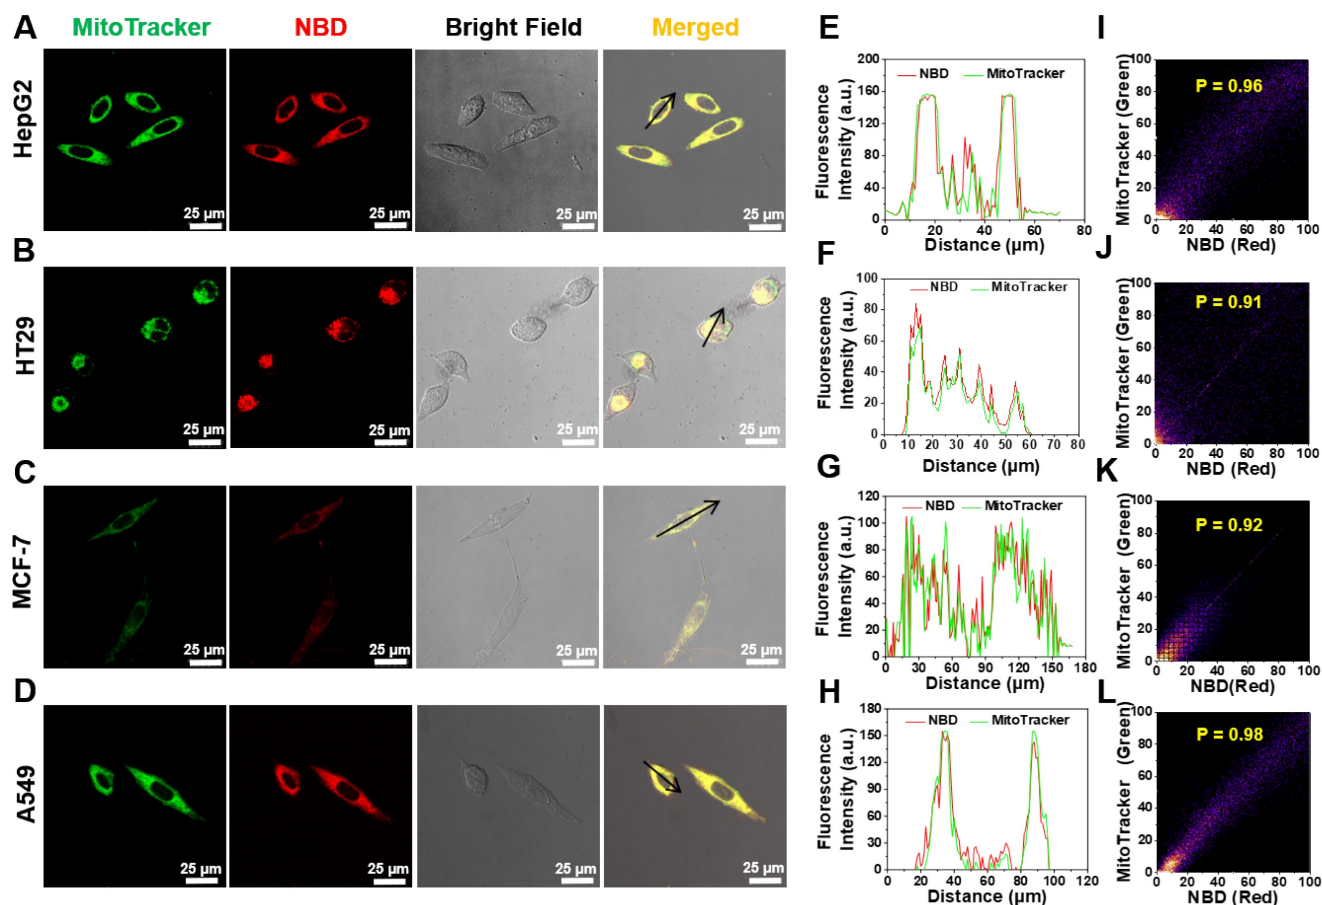 A
MitoTracker
NBD
Bright Field
Merged
HepG2
25 µm
25 µm
25 µm
25 µm
B
HT29
25 µm
25 µm
25 µm
25 µm
C
MCF-7
25 µm
25 µm
25 µm
25 µm
D
A549
25 µm
25 µm
25 µm
25 µm
E
Fluorescence
Intensity (a.u.)
200
160
120
80
40
0
NBD
MitoTracker
0 20 40 60 80
Distance (µm)
I
MitoTracker (Green)
100
80
60
40
20
0
P = 0.96
0 20 40 60 80 100
NBD (Red)
F
Fluorescence
Intensity (a.u.)
100
80
60
40
20
0
NBD
MitoTracker
0 10 20 30 40 50 60 70 80
Distance (µm)
J
MitoTracker (Green)
100
80
60
40
20
0
P = 0.91
0 20 40 60 80 100
NBD (Red)
G
Fluorescence
Intensity (a.u.)
120
100
80
60
40
20
0
NBD
MitoTracker
0 30 60 90 120 150 180
Distance (µm)
K
MitoTracker (Green)
100
80
60
40
20
0
P = 0.92
0 20 40 60 80 100
NBD(Red)
H
Fluorescence
Intensity (a.u.)
180
150
120
90
60
30
0
NBD
MitoTracker
0 20 40 60 80 100 120
Distance (µm)
L
MitoTracker (Green)
100
80
60
40
20
0
P = 0.98
0 20 40 60 80 100
NBD (Red)